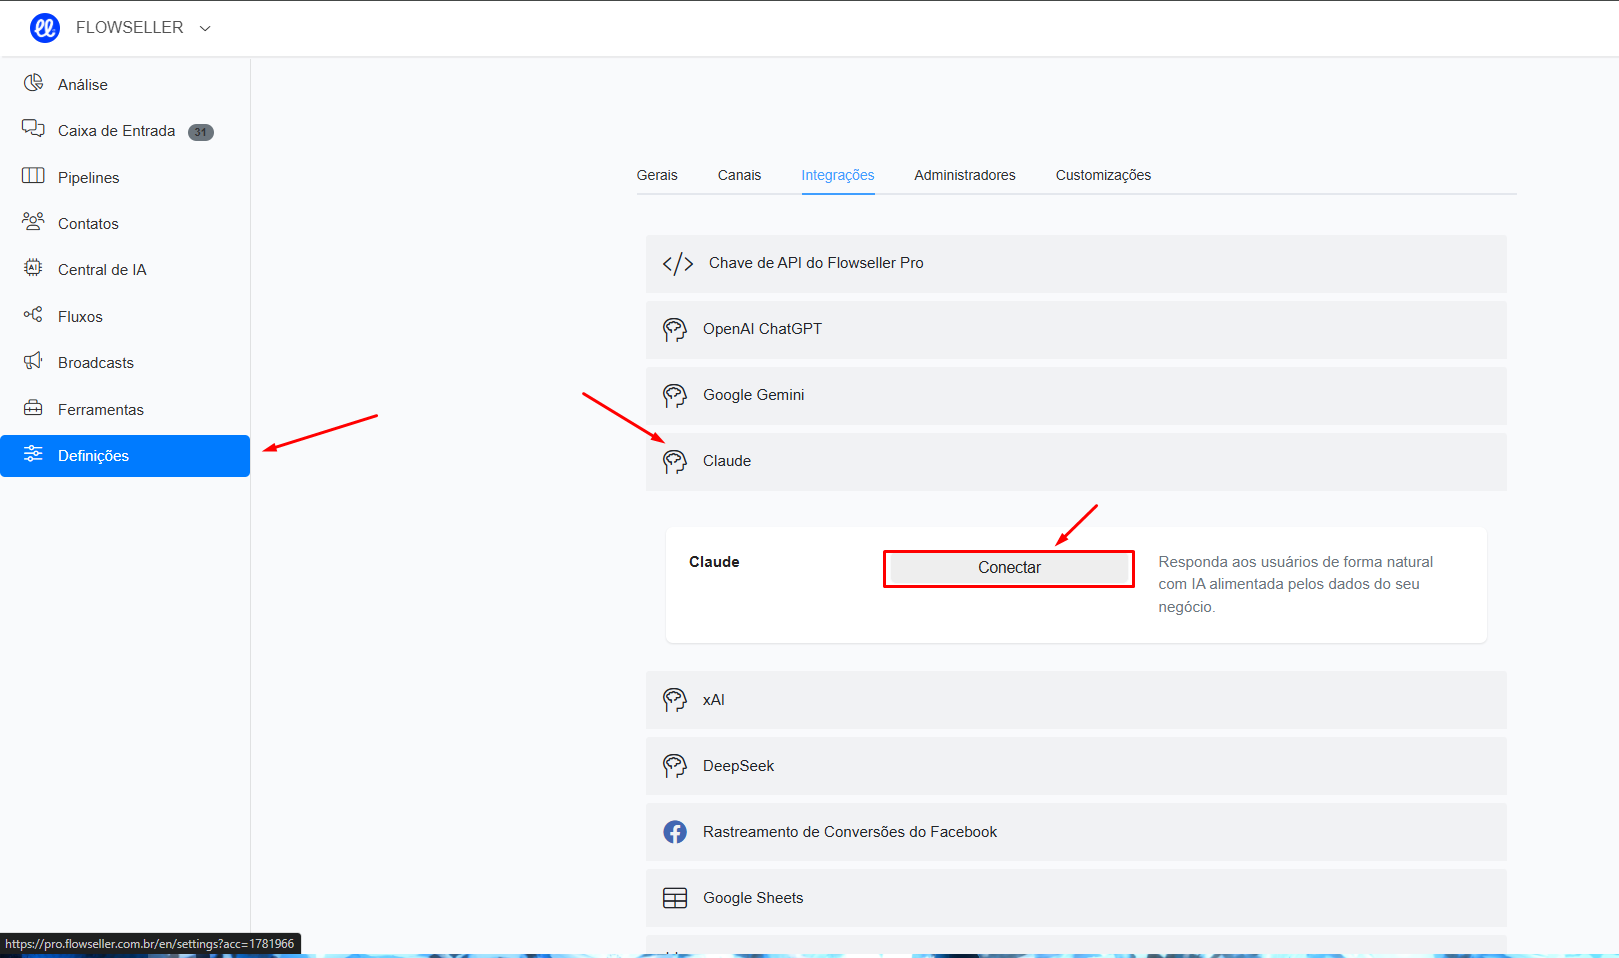 FLOWSELLER
Análise
Caixa de Entrada 31
Pipelines
Contatos
Central de IA
Fluxos
Broadcasts
Ferramentas
Definições
Gerais Canais Integrações Administradores Customizações
Chave de API do Flowseller Pro
OpenAI ChatGPT
Google Gemini
Claude
Claude
Conectar
Responda aos usuários de forma natural
com IA alimentada pelos dados do seu
negócio.
xAI
DeepSeek
Rastreamento de Conversões do Facebook
Google Sheets
https://pro.flowseller.com.br/en/settings?acc=1781966